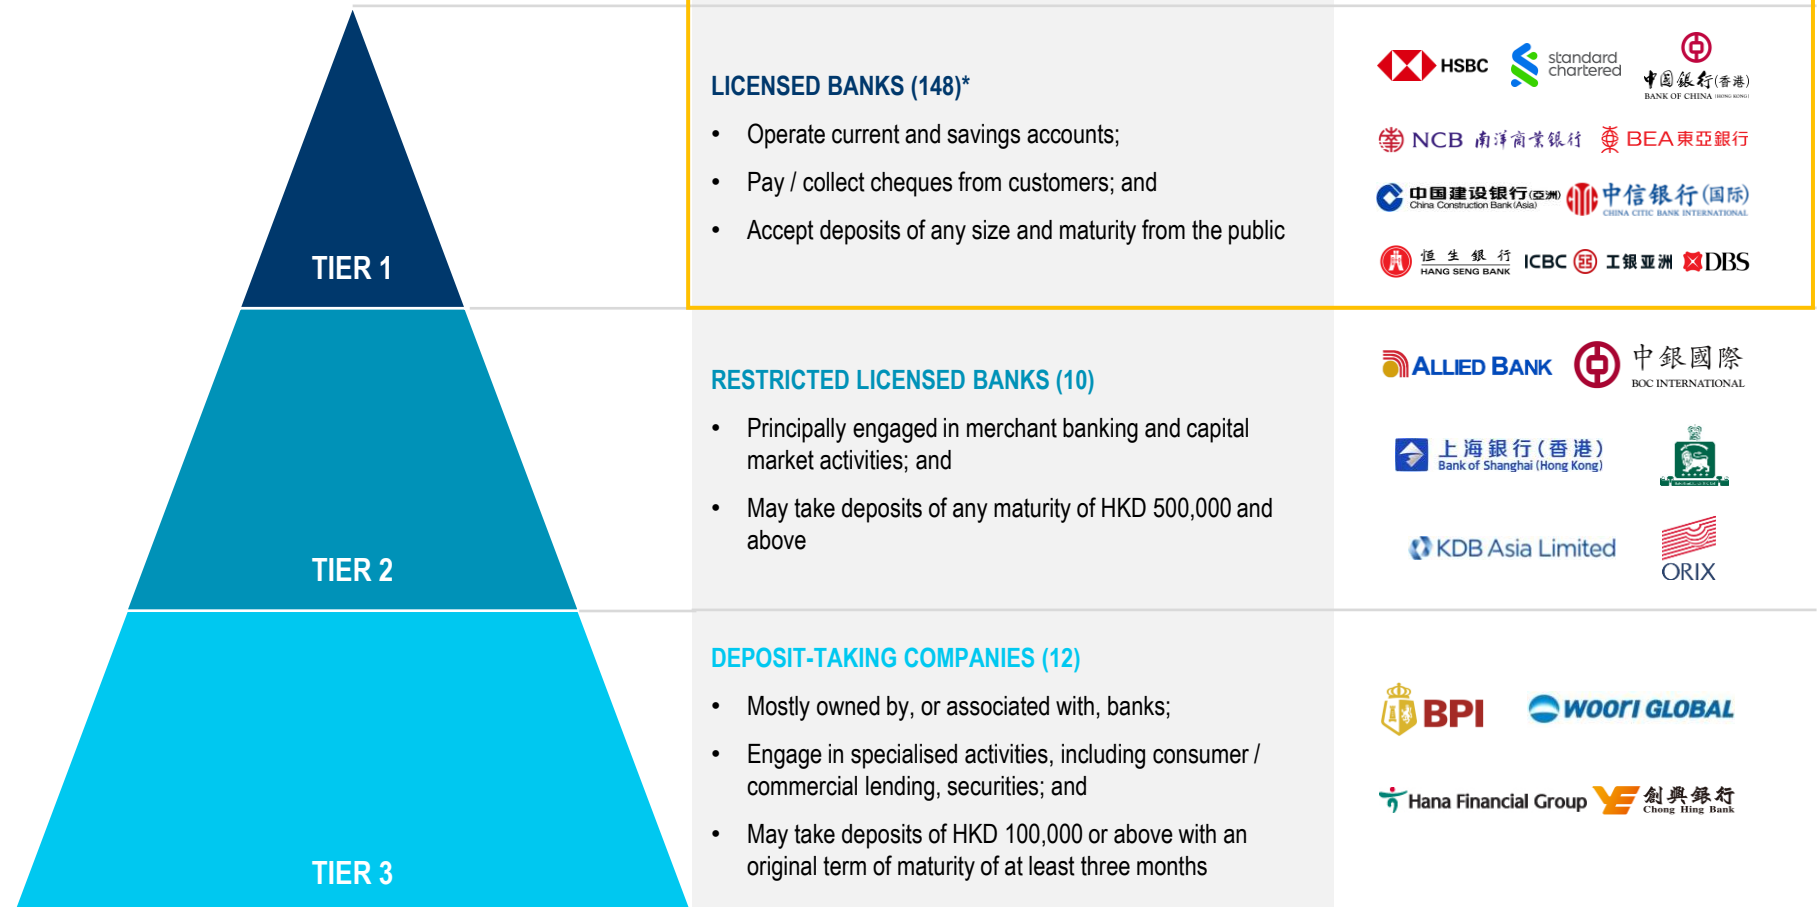 TIER 1
LICENSED BANKS (148)*
• Operate current and savings accounts;
• Pay / collect cheques from customers; and
• Accept deposits of any size and maturity from the public
HSBC
standard
chartered
中国銀行(香港)
BANK OF CHINA (HONG KONG)
NCB 南洋商業銀行
BEA東亞銀行
中国建设银行(亞洲)
China Construction Bank (Asia)
中信银行(国际)
CHINA CITIC BANK INTERNATIONAL
恒生銀行
HANG SENG BANK
ICBC 工银亚洲
DBS
TIER 2
RESTRICTED LICENSED BANKS (10)
• Principally engaged in merchant banking and capital
market activities; and
• May take deposits of any maturity of HKD 500,000 and
above
ALLIED BANK
中銀國際
BOC INTERNATIONAL
上海銀行(香港)
Bank of Shanghai (Hong Kong)
KDB Asia Limited
ORIX
TIER 3
DEPOSIT-TAKING COMPANIES (12)
• Mostly owned by, or associated with, banks;
• Engage in specialised activities, including consumer /
commercial lending, securities; and
• May take deposits of HKD 100,000 or above with an
original term of maturity of at least three months
BPI
woori GLOBAL
Hana Financial Group
創興銀行
Chong Hing Bank